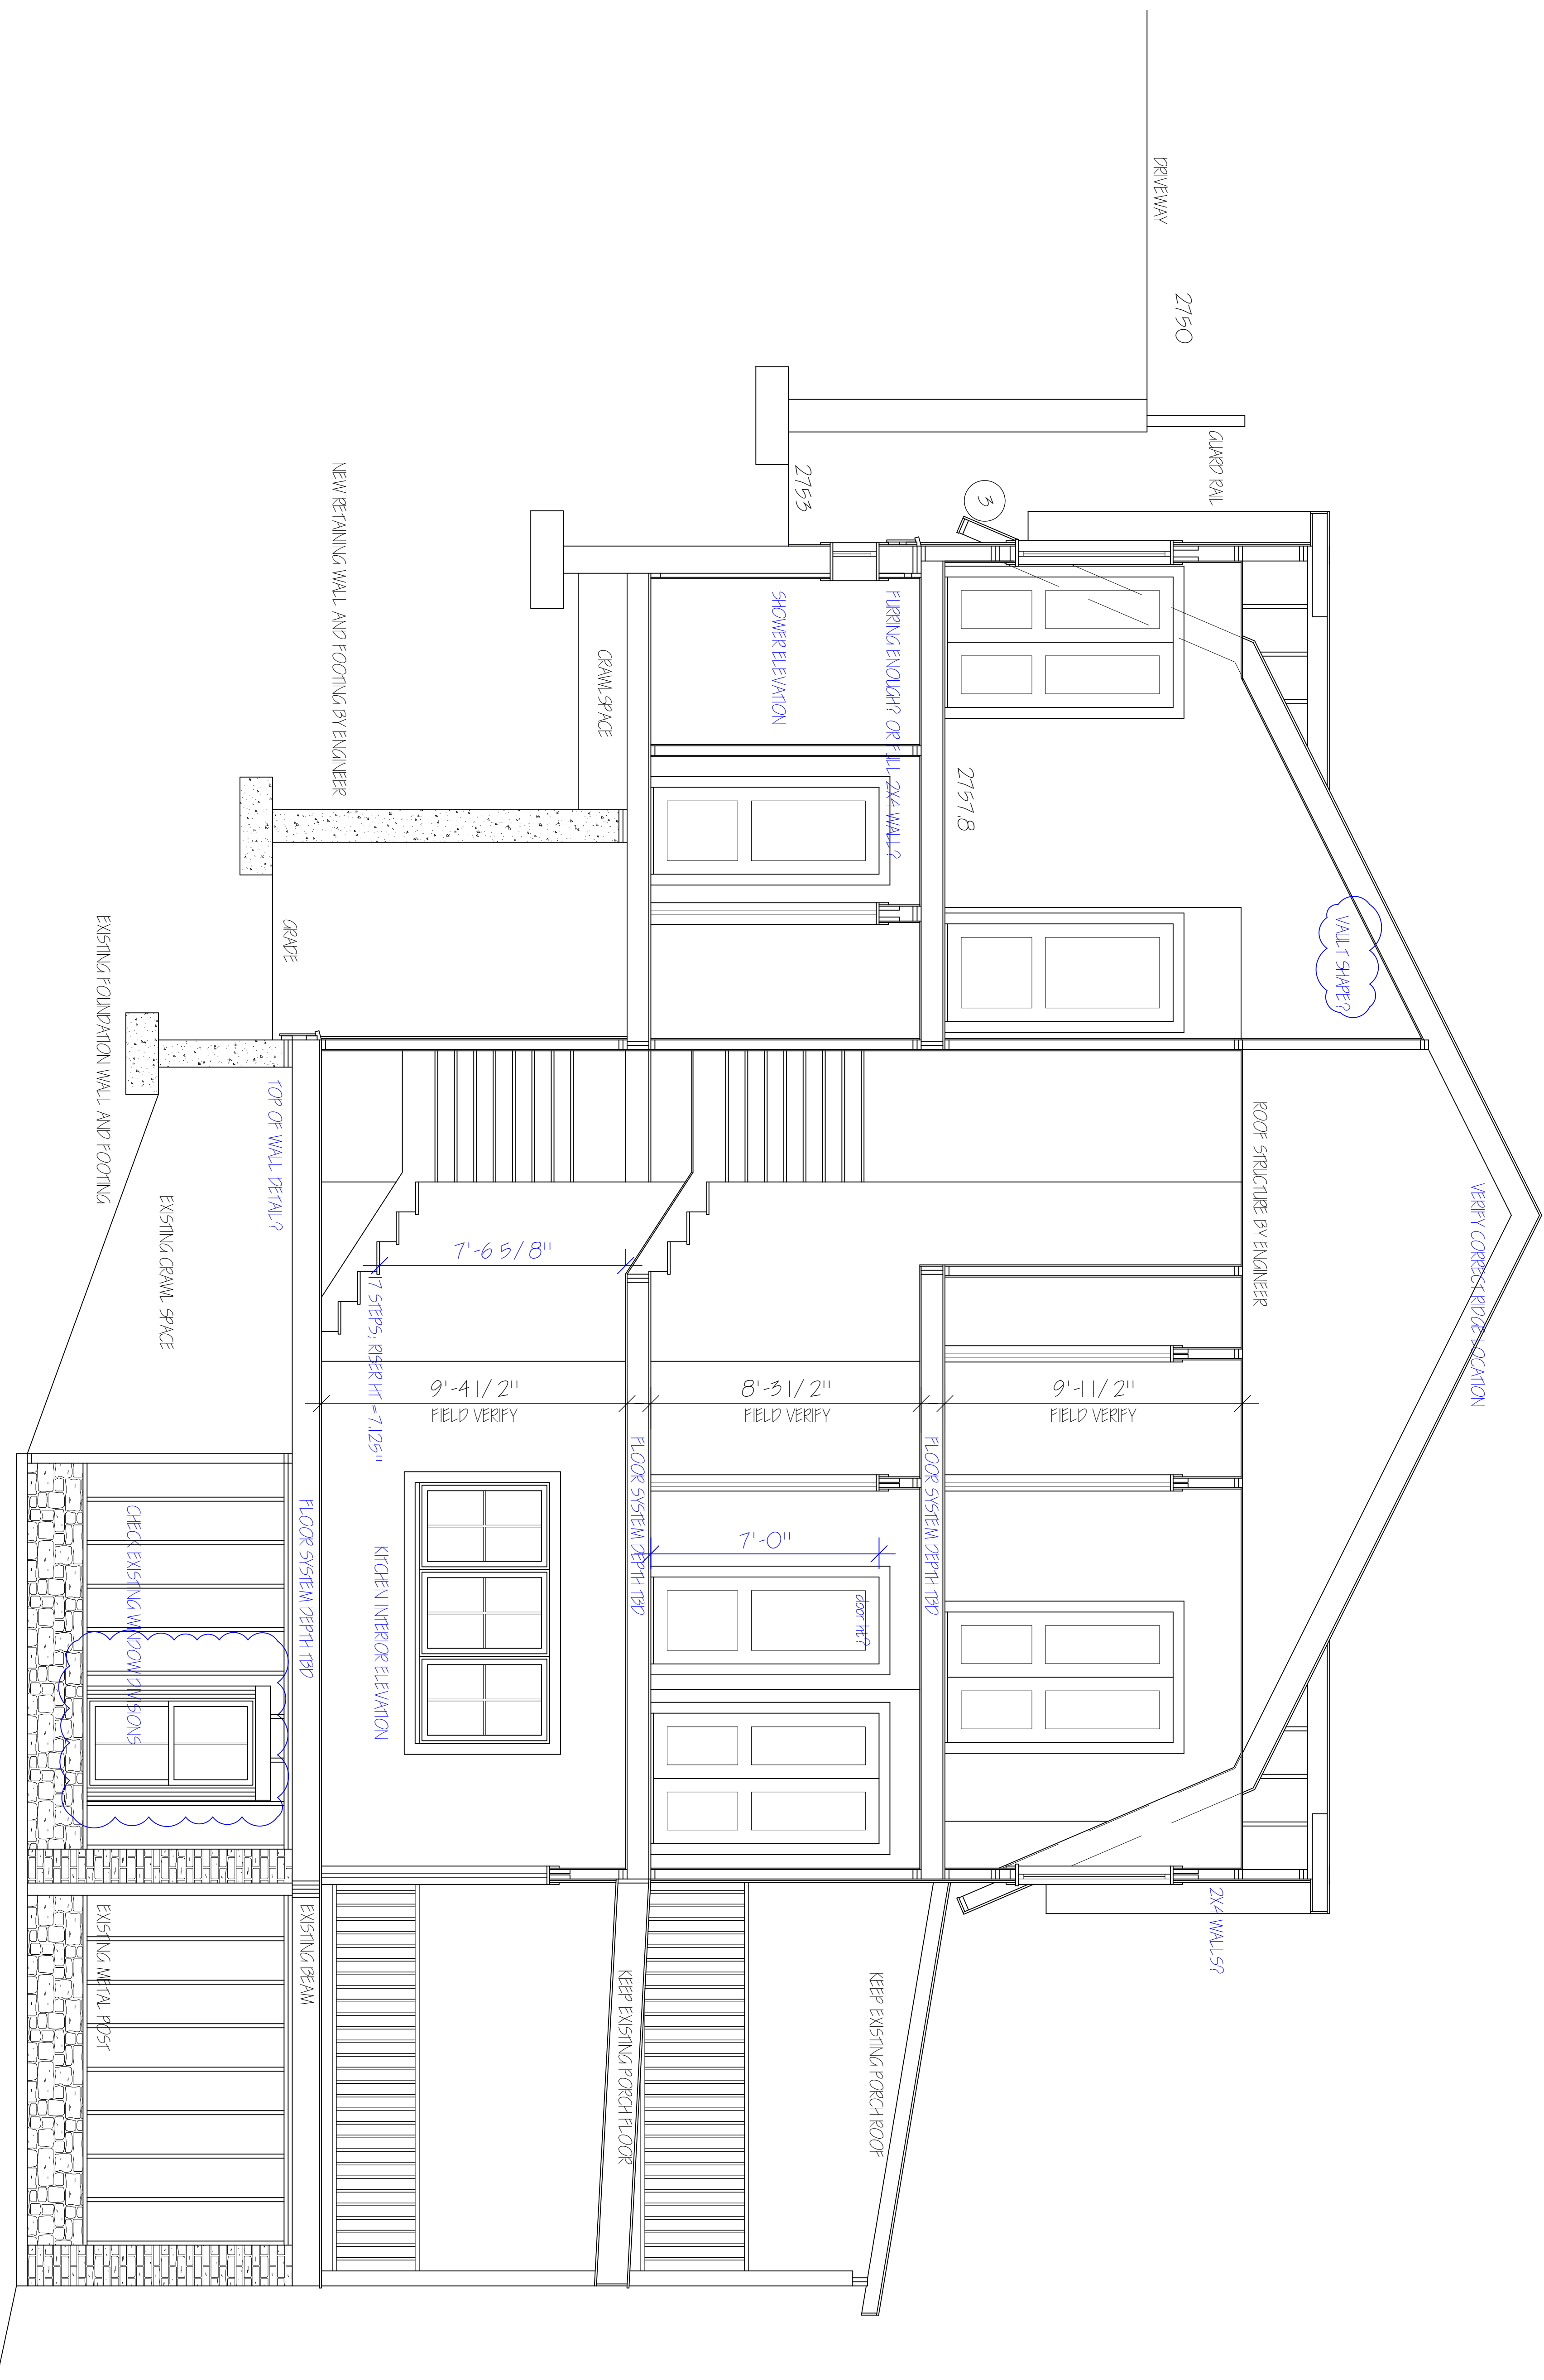 VERIFY CORRECT RIDGE LOCATION
VAULT SHAPE?
ROOF STRUCTURE BY ENGINEER
2750
DRIVEWAY
GUARD RAIL
2X4 WALLS?
3
9'-1 1/2"
FIELD VERIFY
2757.8
FLOOR SYSTEM DEPTH TBD
FURRING ENOUGH? OR FULL 2X4 WALL?
KEEP EXISTING PORCH ROOF
door ht?
2753
SHOWER ELEVATION
8'-3 1/2"
FIELD VERIFY
7'-0"
FLOOR SYSTEM DEPTH TBD
CRAWLSPACE
KEEP EXISTING PORCH FLOOR
7'-6 5/8"
9'-4 1/2"
FIELD VERIFY
17 STEPS; RISER HT = 7.125"
KITCHEN INTERIOR ELEVATION
NEW RETAINING WALL AND FOOTING BY ENGINEER
FLOOR SYSTEM DEPTH TBD
EXISTING BEAM
GRADE
TOP OF WALL DETAIL?
EXISTING CRAWL SPACE
CHECK EXISTING WINDOW DIVISIONS
EXISTING FOUNDATION WALL AND FOOTING
EXISTING METAL POST